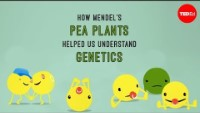 HOW MENDEL'S
PEA PLANTS
HELPED US UNDERSTAND
GENETICS
TED Ed